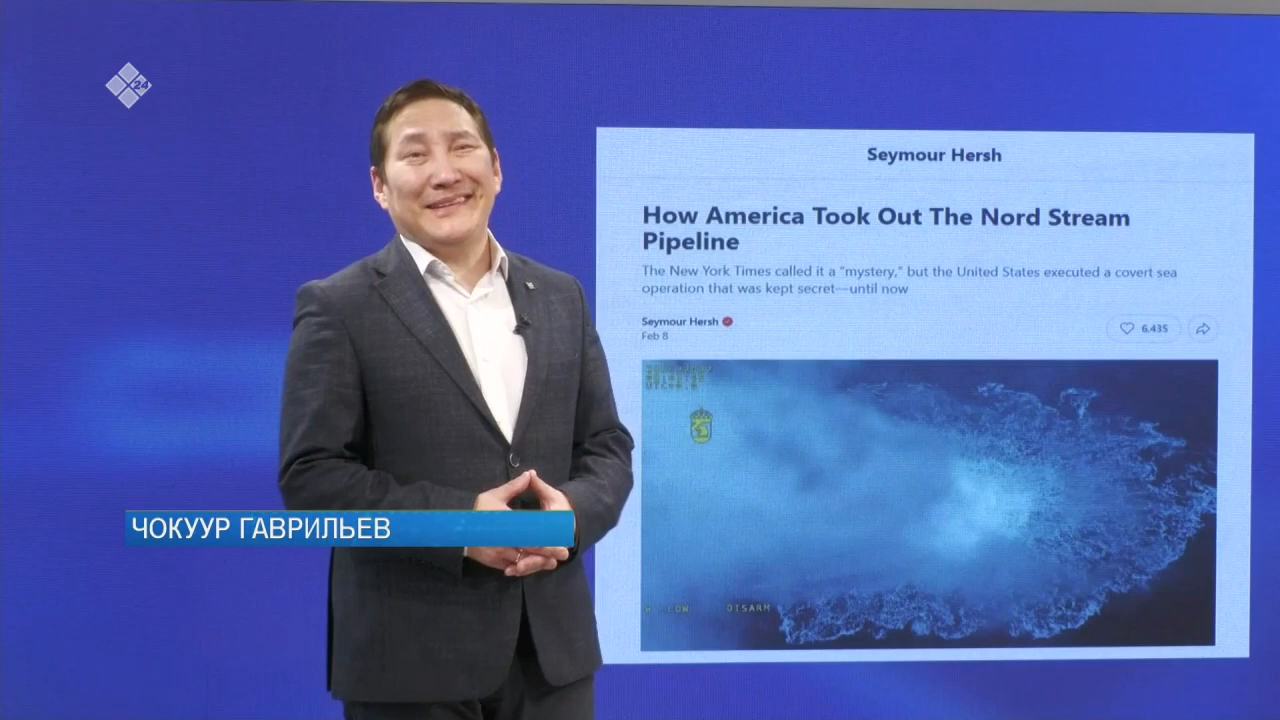 X24
Seymour Hersh
How America Took Out The Nord Stream
Pipeline
The New York Times called it a "mystery," but the United States executed a covert sea
operation that was kept secret—until now
Seymour Hersh
Feb 8
6,435
DISARM
ЧОКУУР ГАВРИЛЬЕВ